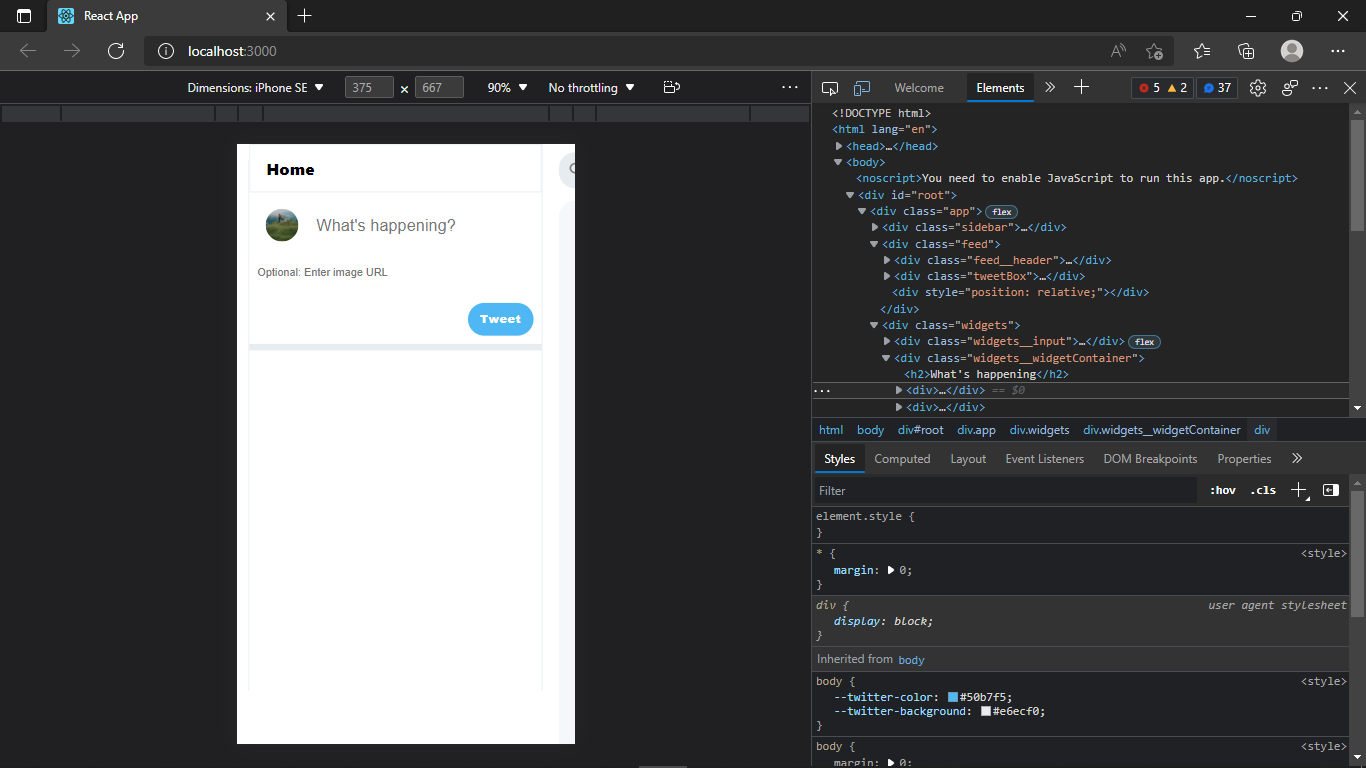 React App
localhost:3000
Dimensions: iPhone SE 375 x 667 90% No throttling
Welcome Elements 5 2 37
Home
What's happening?
Optional: Enter image URL
Tweet
<!DOCTYPE html>
<html lang="en">
<head>…</head>
<body>
<noscript>You need to enable JavaScript to run this app.</noscript>
<div id="root">
<div class="app"> flex
<div class="sidebar">…</div>
<div class="feed">
<div class="feed__header">…</div>
<div class="tweetBox">…</div>
<div style="position: relative;"></div>
</div>
<div class="widgets">
<div class="widgets__input">…</div> flex
<div class="widgets__widgetContainer">
<h2>What's happening</h2>
<div>…</div> == $0
<div>…</div>
html body div#root div.app div.widgets div.widgets__widgetContainer div
Styles Computed Layout Event Listeners DOM Breakpoints Properties
Filter :hov .cls
element.style {
}
* { <style>
margin: 0;
}
div { user agent stylesheet
display: block;
}
Inherited from body
body { <style>
--twitter-color: #50b7f5;
--twitter-background: #e6ecf0;
}
body { <style>
margin: 0;